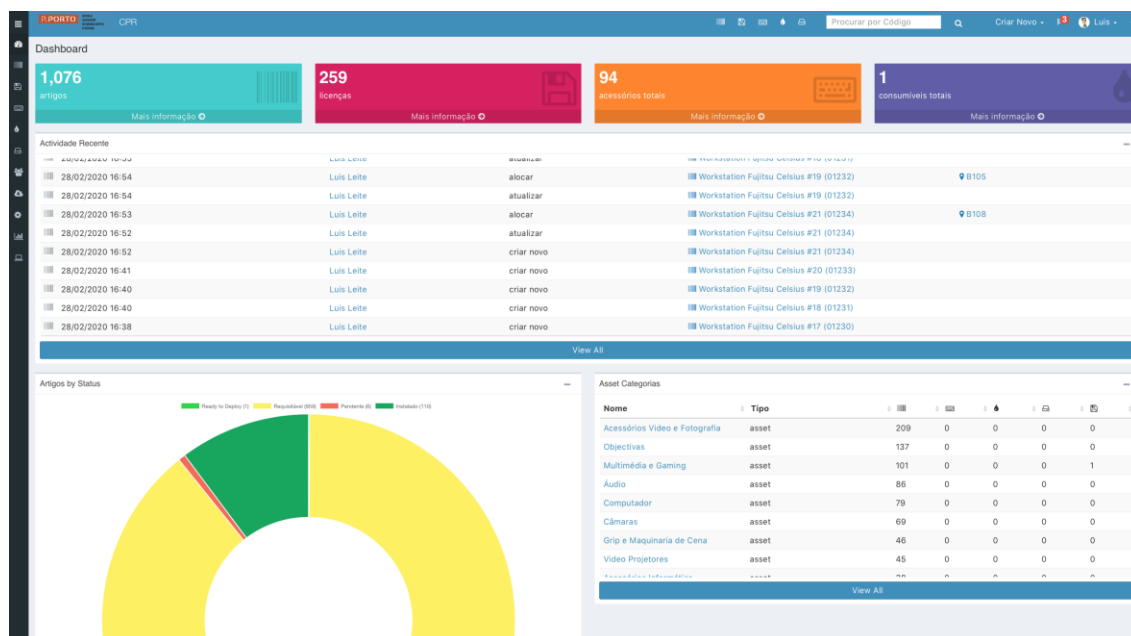 P.PORTO CPR Procurar por Código Criar Novo 3 Luis
Dashboard
1,076
artigos
Mais informação
259
licenças
Mais informação
94
acessórios totais
Mais informação
1
consumíveis totais
Mais informação
Actividade Recente
28/02/2020 16:54 Luis Leite alocar Workstation Fujitsu Celsius #19 (01232) B105
28/02/2020 16:54 Luis Leite atualizar Workstation Fujitsu Celsius #19 (01232)
28/02/2020 16:53 Luis Leite alocar Workstation Fujitsu Celsius #21 (01234) B108
28/02/2020 16:52 Luis Leite atualizar Workstation Fujitsu Celsius #21 (01234)
28/02/2020 16:52 Luis Leite criar novo Workstation Fujitsu Celsius #21 (01234)
28/02/2020 16:41 Luis Leite criar novo Workstation Fujitsu Celsius #20 (01233)
28/02/2020 16:40 Luis Leite criar novo Workstation Fujitsu Celsius #19 (01232)
28/02/2020 16:40 Luis Leite criar novo Workstation Fujitsu Celsius #18 (01231)
28/02/2020 16:38 Luis Leite criar novo Workstation Fujitsu Celsius #17 (01230)
View All
Artigos by Status
Ready to Deploy (1) Requisitável Pendente (6) Instalado (110)
Asset Categorias
Nome Tipo
Acessórios Video e Fotografia asset 209 0 0 0 0
Objectivas asset 137 0 0 0 0
Multimédia e Gaming asset 101 0 0 0 1
Áudio asset 86 0 0 0 0
Computador asset 79 0 0 0 0
Câmaras asset 69 0 0 0 0
Grip e Maquinaria de Cena asset 46 0 0 0 0
Video Projetores asset 45 0 0 0 0
View All